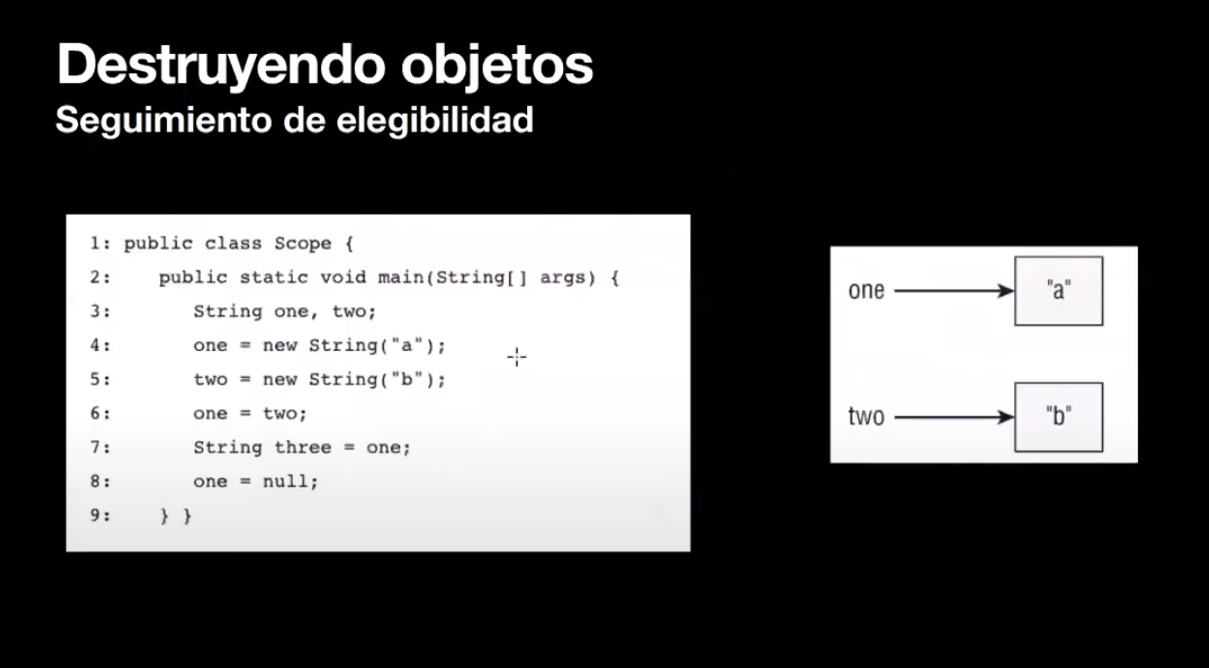 Destruyendo objetos
Seguimiento de elegibilidad
1: public class Scope {
2:    public static void main(String[] args) {
3:       String one, two;
4:       one = new String("a");
5:       two = new String("b");
6:       one = two;
7:       String three = one;
8:       one = null;
9:    } }
one "a"
two "b"